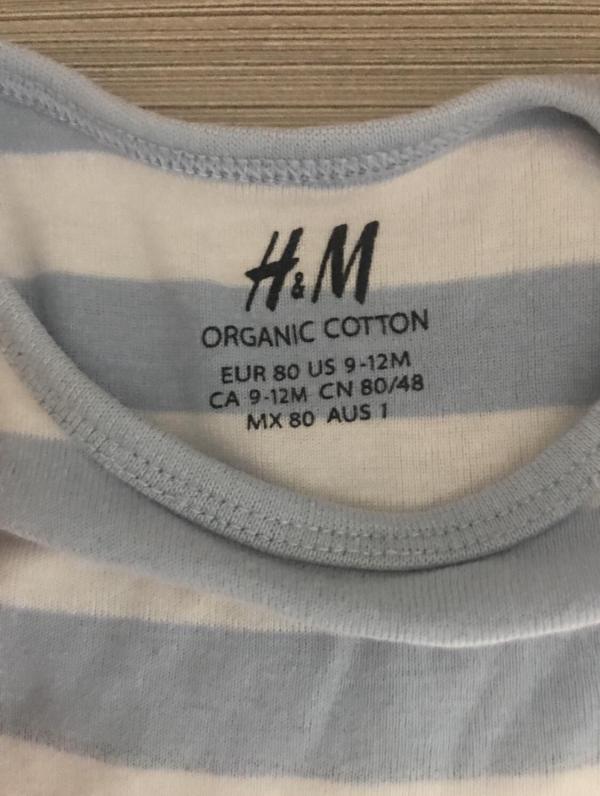 H&M
ORGANIC COTTON
EUR 80 US 9-12M
CA 9-12M CN 80/48
MX 80 AUS 1